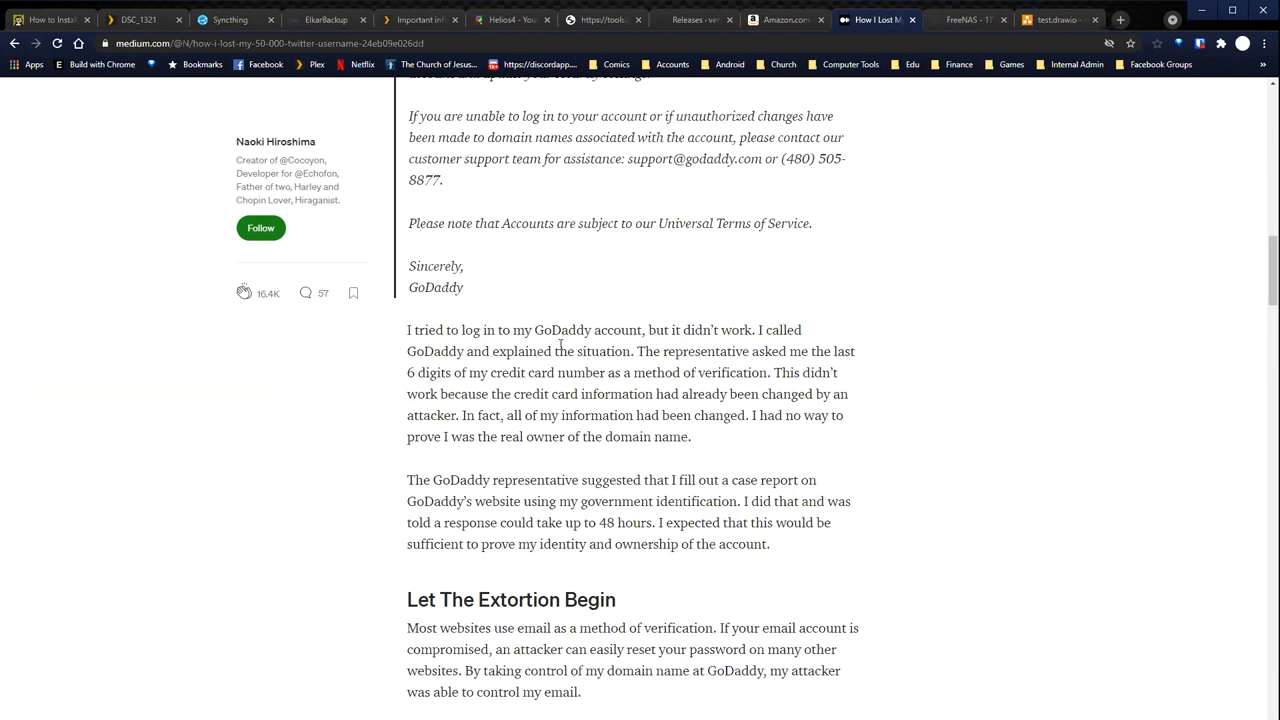 How to Install
DSC_1321
Syncthing
ElkarBackup
Important inf
Helios4 - You
https://tools.
Releases · ver
Amazon.com
How I Lost M
FreeNAS - 17
test.drawio -
medium.com/@N/how-i-lost-my-50-000-twitter-username-24eb09e026dd
Apps
Build with Chrome
Bookmarks
Facebook
Plex
Netflix
The Church of Jesus...
https://discordapp....
Comics
Accounts
Android
Church
Computer Tools
Edu
Finance
Games
Internal Admin
Facebook Groups
If you are unable to log in to your account or if unauthorized changes have
been made to domain names associated with the account, please contact our
customer support team for assistance: support@godaddy.com or (480) 505-
8877.
Please note that Accounts are subject to our Universal Terms of Service.
Sincerely,
GoDaddy
Naoki Hiroshima
Creator of @Cocoyon,
Developer for @Echofon,
Father of two, Harley and
Chopin Lover, Hiraganist.
Follow
16.4K
57
I tried to log in to my GoDaddy account, but it didn’t work. I called
GoDaddy and explained the situation. The representative asked me the last
6 digits of my credit card number as a method of verification. This didn’t
work because the credit card information had already been changed by an
attacker. In fact, all of my information had been changed. I had no way to
prove I was the real owner of the domain name.
The GoDaddy representative suggested that I fill out a case report on
GoDaddy’s website using my government identification. I did that and was
told a response could take up to 48 hours. I expected that this would be
sufficient to prove my identity and ownership of the account.
Let The Extortion Begin
Most websites use email as a method of verification. If your email account is
compromised, an attacker can easily reset your password on many other
websites. By taking control of my domain name at GoDaddy, my attacker
was able to control my email.